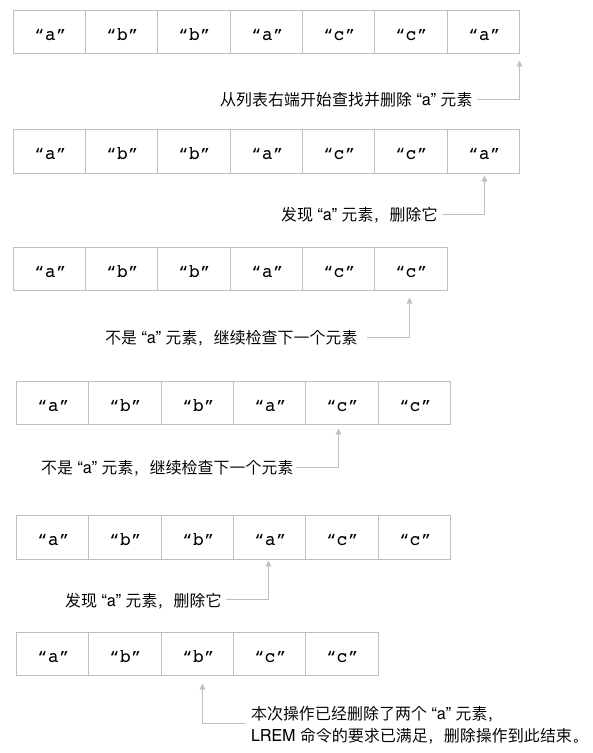 “a” “b” “b” “a” “c” “c” “a”
从列表右端开始查找并删除 “a” 元素
“a” “b” “b” “a” “c” “c” “a”
发现 “a” 元素，删除它
“a” “b” “b” “a” “c” “c”
不是 “a” 元素，继续检查下一个元素
“a” “b” “b” “a” “c” “c”
不是 “a” 元素，继续检查下一个元素
“a” “b” “b” “a” “c” “c”
发现 “a” 元素，删除它
“a” “b” “b” “c” “c”
本次操作已经删除了两个 “a” 元素，
LREM 命令的要求已满足，删除操作到此结束。